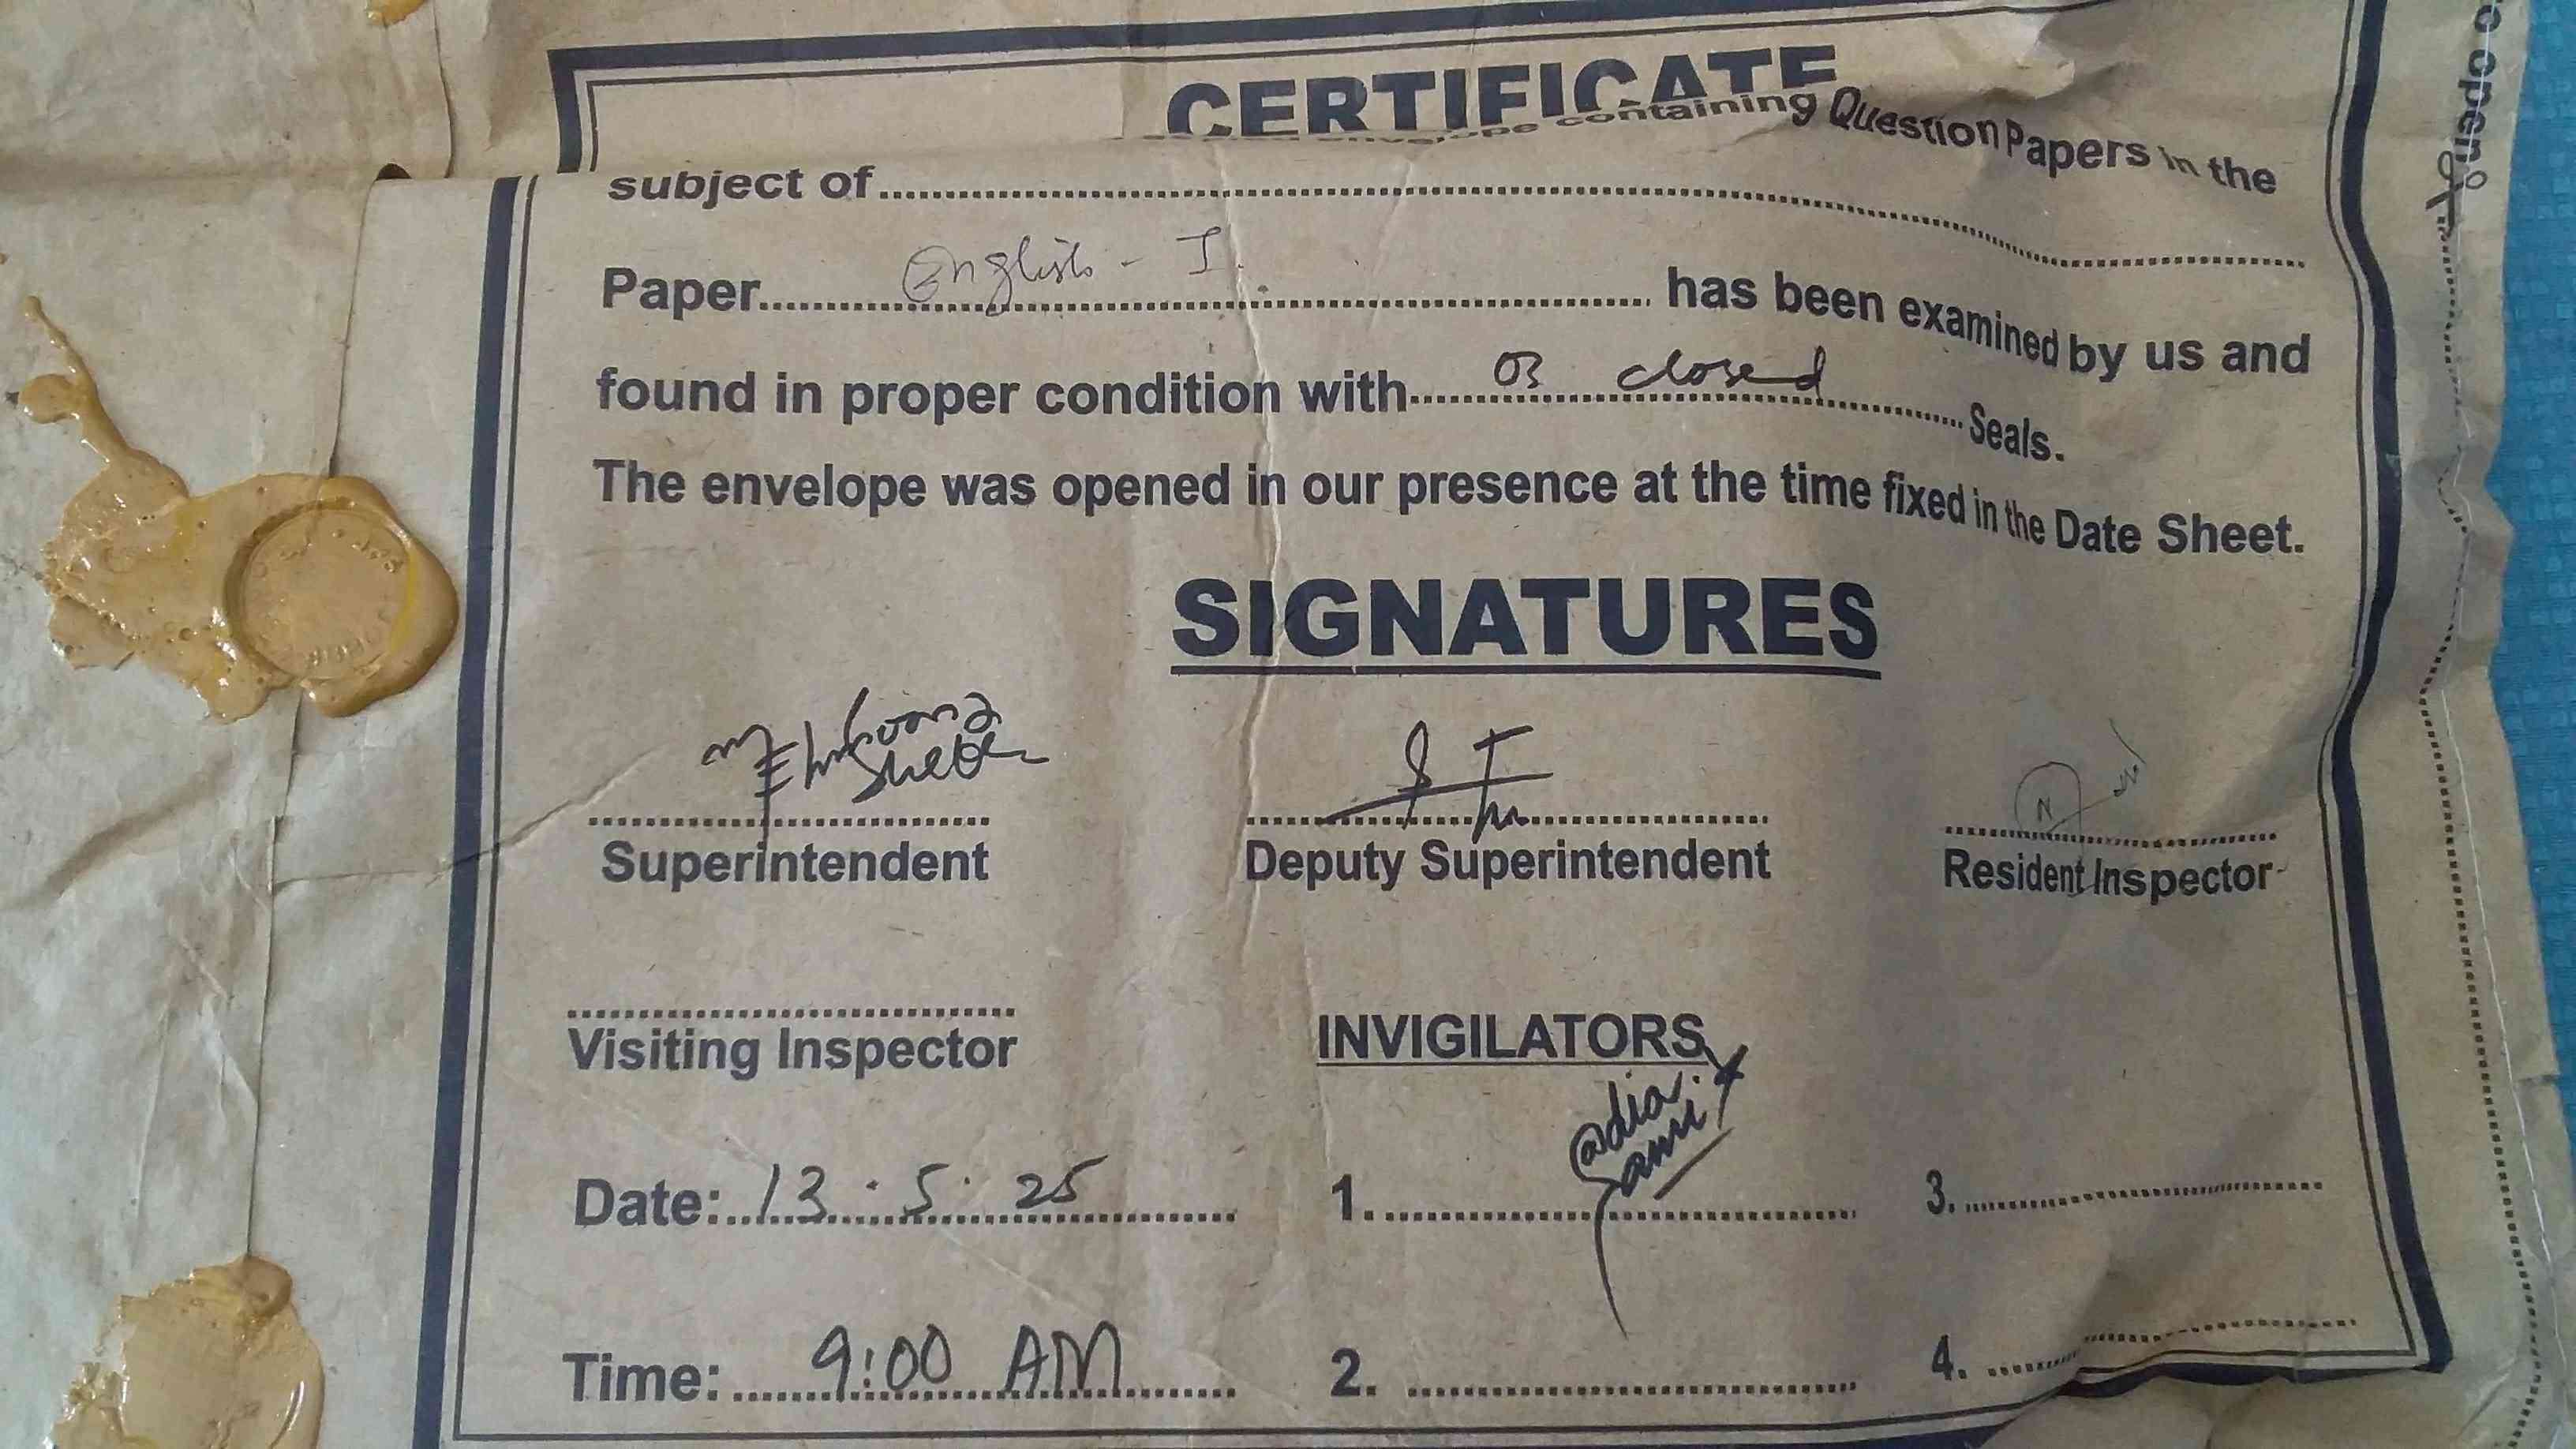 CERTIFICATE
envelope containing Question Papers in the
subject of
Paper English - I has been examined by us and
found in proper condition with 03 closed Seals.
The envelope was opened in our presence at the time fixed in the Date Sheet.
SIGNATURES
Superintendent Deputy Superintendent Resident Inspector
Visiting Inspector INVIGILATORS
Date: 13.5.25 1. 3.
Time: 9:00 AM 2. 4.
to open